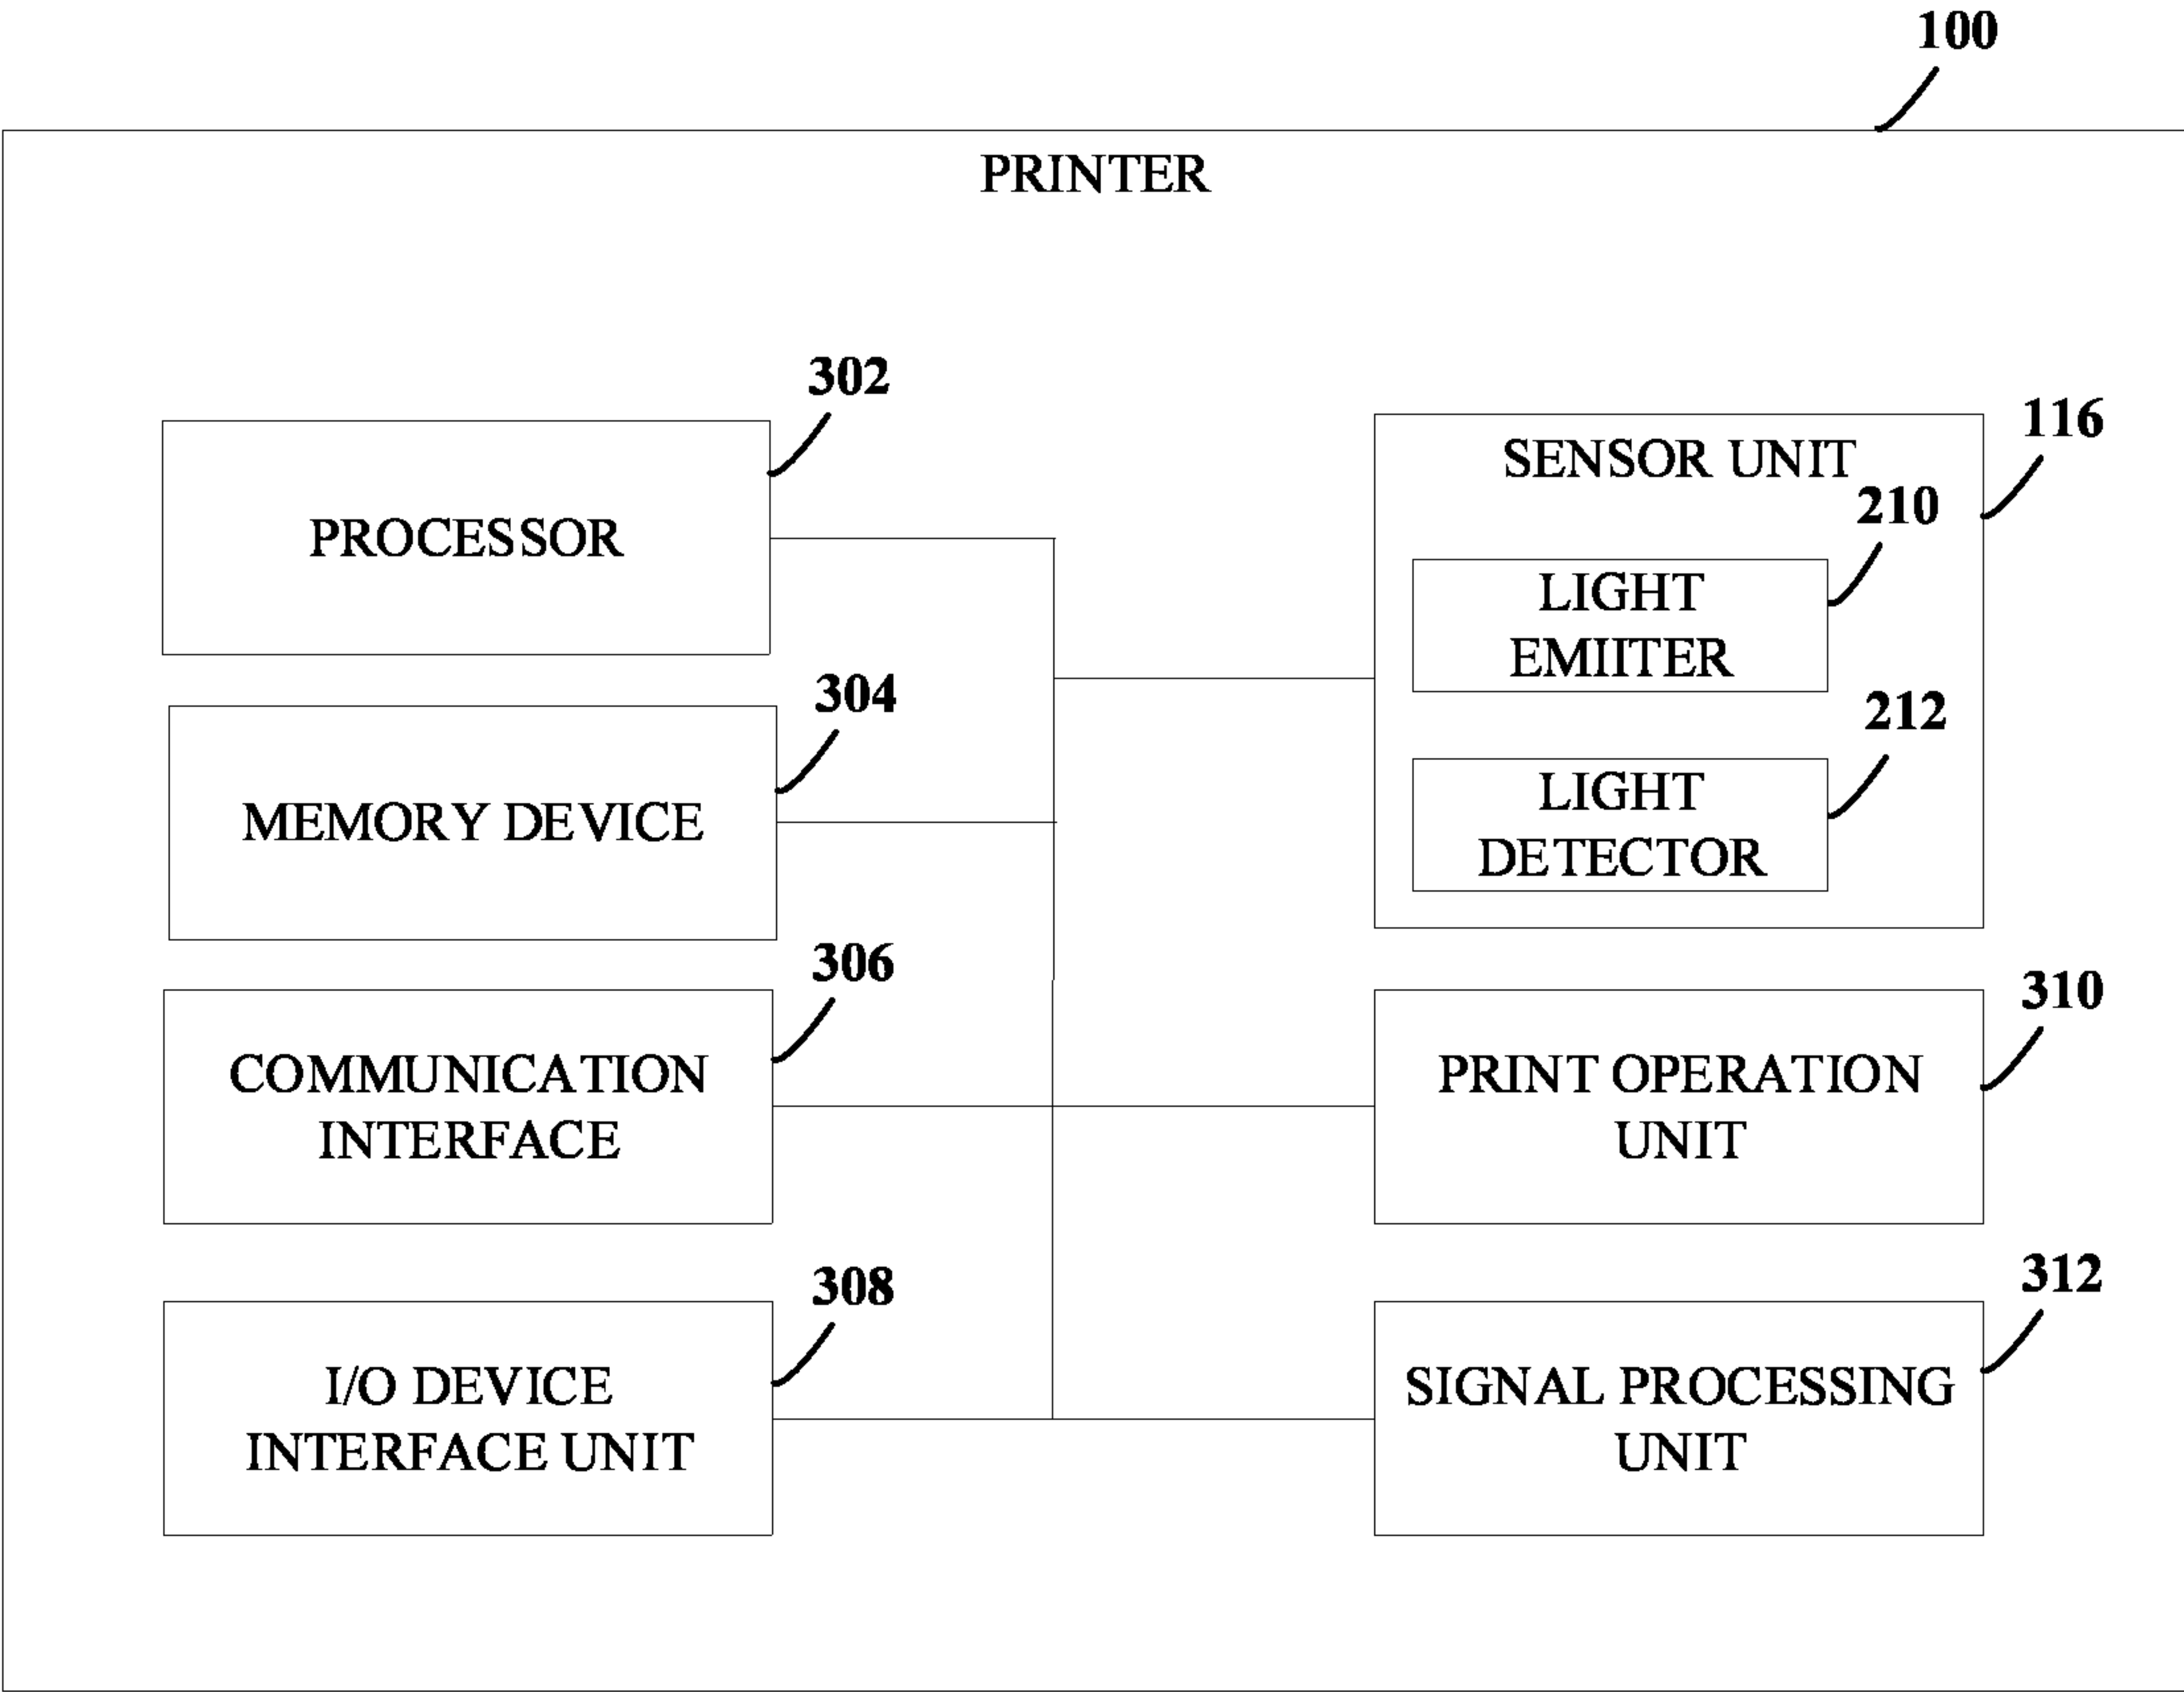 100
PRINTER
302
PROCESSOR
304
MEMORY DEVICE
306
COMMUNICATION
INTERFACE
308
I/O DEVICE
INTERFACE UNIT
116
SENSOR UNIT
210
LIGHT
EMIITER
212
LIGHT
DETECTOR
310
PRINT OPERATION
UNIT
312
SIGNAL PROCESSING
UNIT